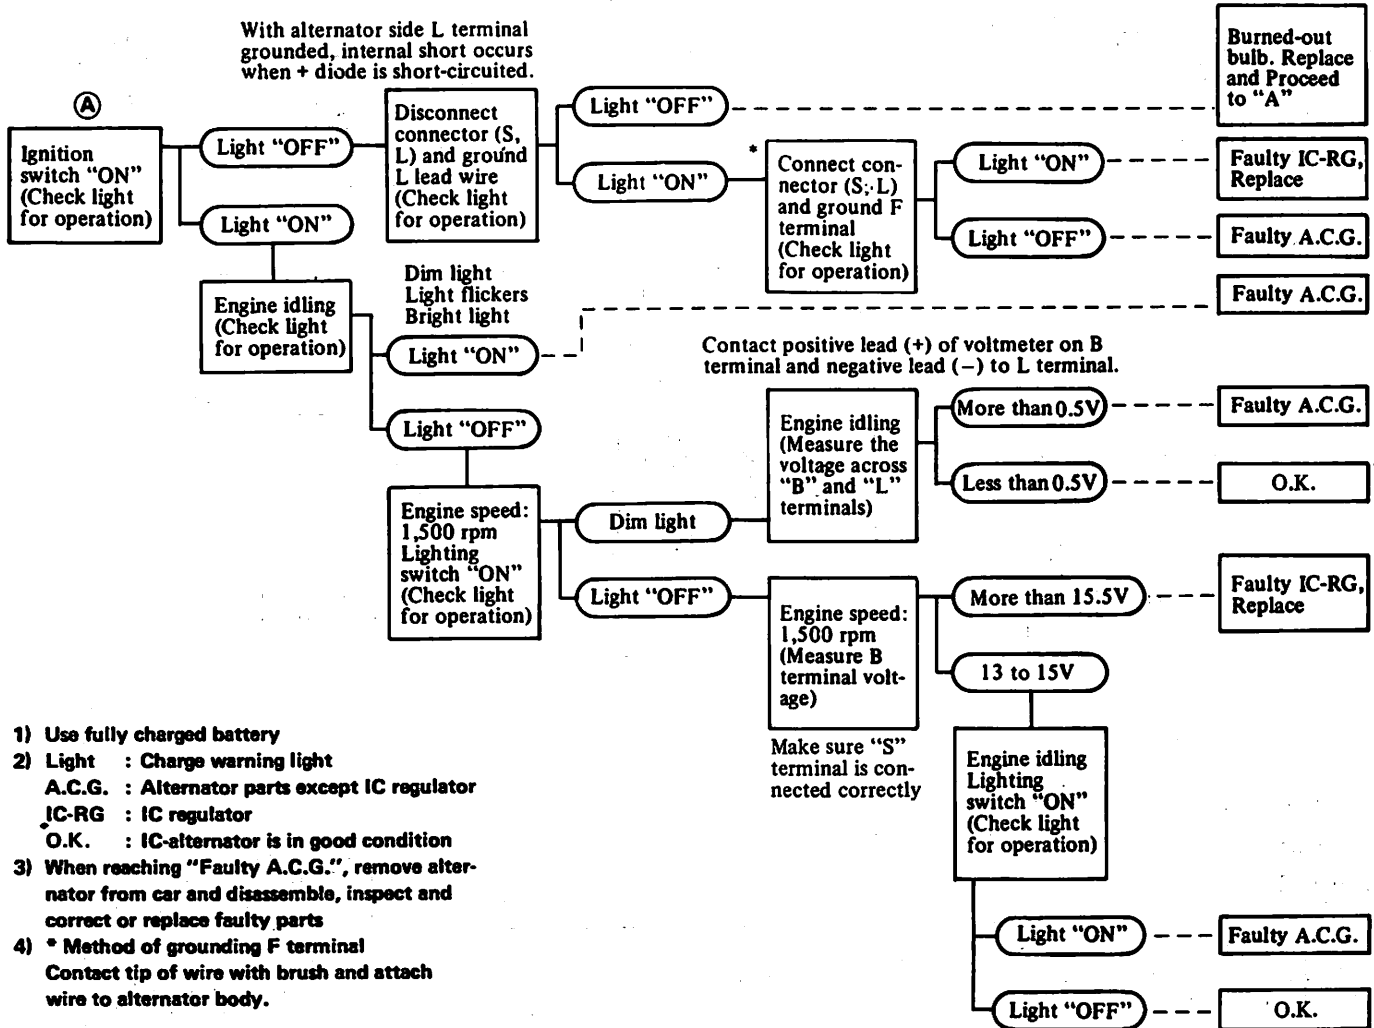 With alternator side L terminal
grounded, internal short occurs
when + diode is short-circuited.
A
Ignition
switch "ON"
(Check light
for operation)
Light "OFF"
Light "ON"
Disconnect
connector (S,
L) and ground
L lead wire
(Check light
for operation)
Light "OFF"
Light "ON"
Burned-out
bulb. Replace
and Proceed
to "A"
*
Connect con-
nector (S, L)
and ground F
terminal
(Check light
for operation)
Light "ON"
Faulty IC-RG,
Replace
Light "OFF"
Faulty A.C.G.
Engine idling
(Check light
for operation)
Dim light
Light flickers
Bright light
Light "ON"
Faulty A.C.G.
Light "OFF"
Contact positive lead (+) of voltmeter on B
terminal and negative lead (−) to L terminal.
Engine speed:
1,500 rpm
Lighting
switch "ON"
(Check light
for operation)
Dim light
Engine idling
(Measure the
voltage across
"B" and "L"
terminals)
More than 0.5V
Faulty A.C.G.
Less than 0.5V
O.K.
Light "OFF"
Engine speed:
1,500 rpm
(Measure B
terminal volt-
age)
Make sure "S"
terminal is con-
nected correctly
More than 15.5V
Faulty IC-RG,
Replace
13 to 15V
Engine idling
Lighting
switch "ON"
(Check light
for operation)
Light "ON"
Faulty A.C.G.
Light "OFF"
O.K.
1) Use fully charged battery
2) Light : Charge warning light
A.C.G. : Alternator parts except IC regulator
IC-RG : IC regulator
O.K. : IC-alternator is in good condition
3) When reaching "Faulty A.C.G.", remove alter-
nator from car and disassemble, inspect and
correct or replace faulty parts
4) * Method of grounding F terminal
Contact tip of wire with brush and attach
wire to alternator body.